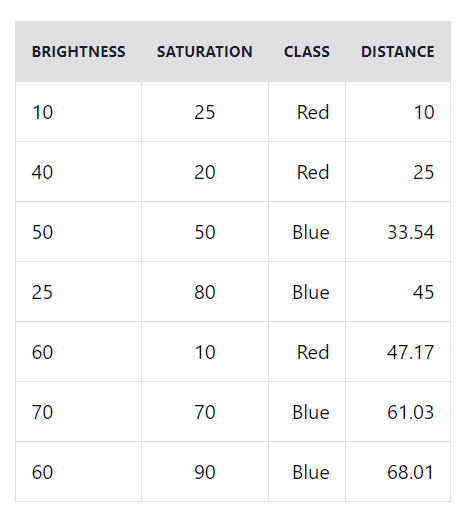 BRIGHTNESS SATURATION CLASS DISTANCE
10 25 Red 10
40 20 Red 25
50 50 Blue 33.54
25 80 Blue 45
60 10 Red 47.17
70 70 Blue 61.03
60 90 Blue 68.01